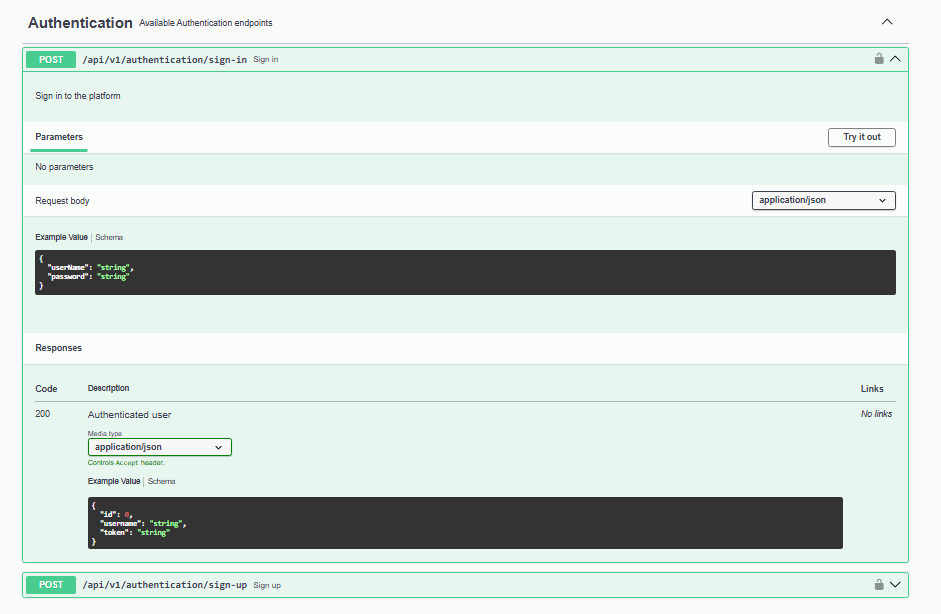 Authentication Available Authentication endpoints
POST /api/v1/authentication/sign-in Sign in
Sign in to the platform
Parameters Try it out
No parameters
Request body application/json
Example Value Schema
{
"userName": "string",
"password": "string"
}
Responses
Code Description Links
200 Authenticated user No links
Media type
application/json
Controls Accept header.
Example Value Schema
{
"id": 0,
"username": "string",
"token": "string"
}
POST /api/v1/authentication/sign-up Sign up